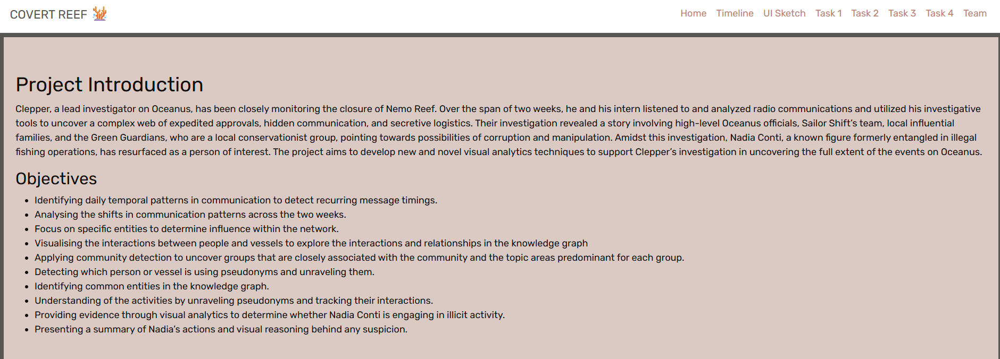 COVERT REEF
Home Timeline UI Sketch Task 1 Task 2 Task 3 Task 4 Team
Project Introduction
Clepper, a lead investigator on Oceanus, has been closely monitoring the closure of Nemo Reef. Over the span of two weeks, he and his intern listened to and analyzed radio communications and utilized his investigative
tools to uncover a complex web of expedited approvals, hidden communication, and secretive logistics. Their investigation revealed a story involving high-level Oceanus officials, Sailor Shift's team, local influential
families, and the Green Guardians, who are a local conservationist group, pointing towards possibilities of corruption and manipulation. Amidst this investigation, Nadia Conti, a known figure formerly entangled in illegal
fishing operations, has resurfaced as a person of interest. The project aims to develop new and novel visual analytics techniques to support Clepper's investigation in uncovering the full extent of the events on Oceanus.
Objectives
• Identifying daily temporal patterns in communication to detect recurring message timings.
• Analysing the shifts in communication patterns across the two weeks.
• Focus on specific entities to determine influence within the network.
• Visualising the interactions between people and vessels to explore the interactions and relationships in the knowledge graph
• Applying community detection to uncover groups that are closely associated with the community and the topic areas predominant for each group.
• Detecting which person or vessel is using pseudonyms and unraveling them.
• Identifying common entities in the knowledge graph.
• Understanding of the activities by unraveling pseudonyms and tracking their interactions.
• Providing evidence through visual analytics to determine whether Nadia Conti is engaging in illicit activity.
• Presenting a summary of Nadia's actions and visual reasoning behind any suspicion.